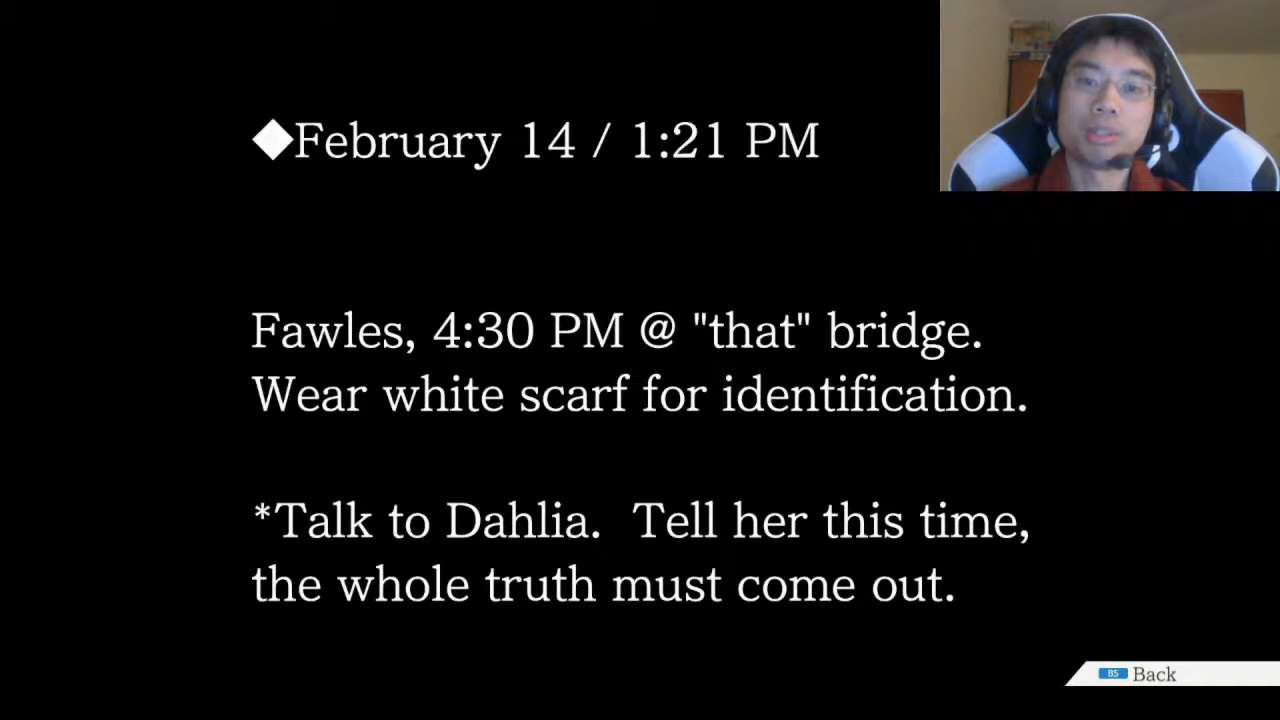 ◆February 14 / 1:21 PM
Fawles, 4:30 PM @ "that" bridge.
Wear white scarf for identification.
*Talk to Dahlia.  Tell her this time,
the whole truth must come out.
BS Back